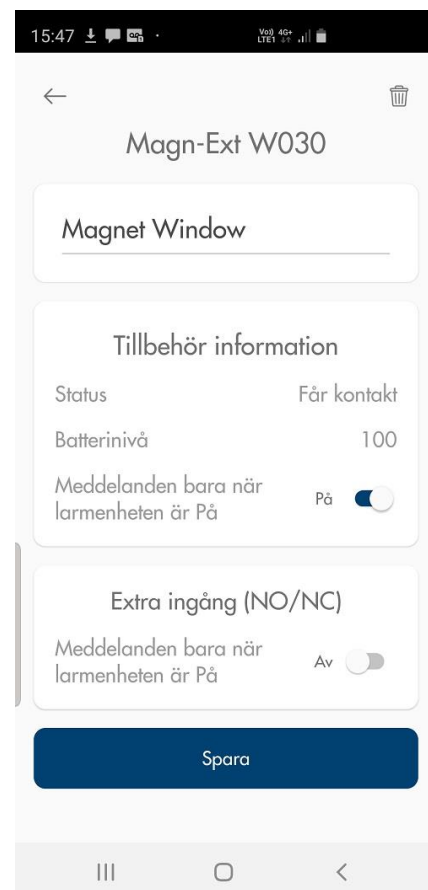 15:47
Vo)) 4G+
LTE1
Magn-Ext W030
Magnet Window
Tillbehör information
Status Får kontakt
Batterinivå 100
Meddelanden bara när
larmenheten är På
På
Extra ingång (NO/NC)
Meddelanden bara när
larmenheten är På
Av
Spara